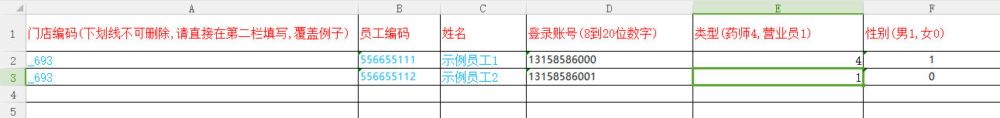 A B C D E F
1 门店编码(下划线不可删除,请直接在第二栏填写,覆盖例子) 员工编码 姓名 登录账号(8到20位数字) 类型(药师4,营业员1) 性别(男1,女0)
2 _693 556655111 示例员工1 13158586000 4 1
3 _693 556655112 示例员工2 13158586001 1 0
4
5